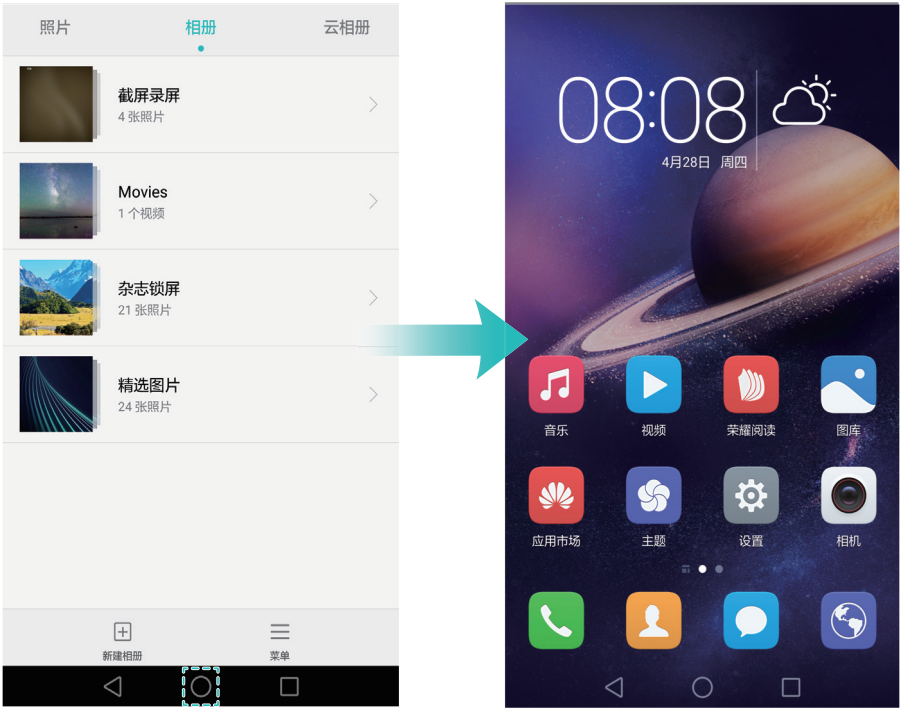 照片 相册 云相册
截屏录屏
4 张照片
Movies
1 个视频
杂志锁屏
21 张照片
精选图片
24 张照片
新建相册 菜单
08:08
4月28日 周四
音乐 视频 荣耀阅读 图库
应用市场 主题 设置 相机